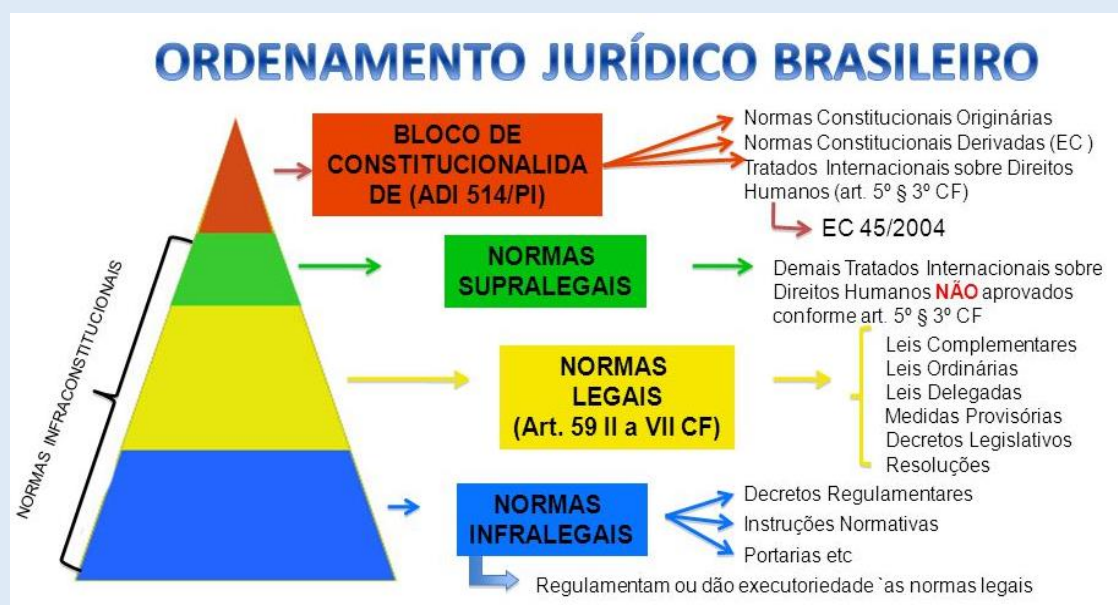 ORDENAMENTO JURÍDICO BRASILEIRO
BLOCO DE
CONSTITUCIONALIDA
DE (ADI 514/PI)
Normas Constitucionais Originárias
Normas Constitucionais Derivadas (EC )
Tratados Internacionais sobre Direitos
Humanos (art. 5º § 3º CF)
EC 45/2004
NORMAS
SUPRALEGAIS
Demais Tratados Internacionais sobre
Direitos Humanos NÃO aprovados
conforme art. 5º § 3º CF
NORMAS INFRACONSTITUCIONAIS
NORMAS
LEGAIS
(Art. 59 II a VII CF)
Leis Complementares
Leis Ordinárias
Leis Delegadas
Medidas Provisórias
Decretos Legislativos
Resoluções
NORMAS
INFRALEGAIS
Decretos Regulamentares
Instruções Normativas
Portarias etc
Regulamentam ou dão executoriedade `as normas legais